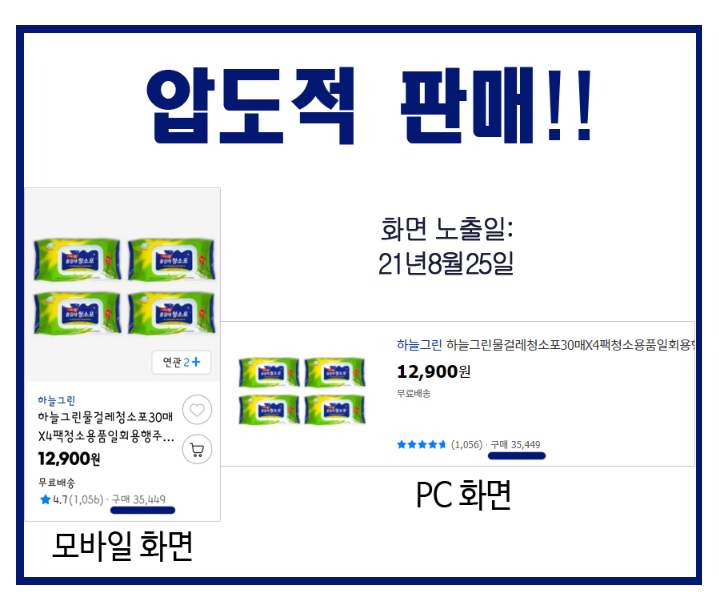 압도적 판매!!
화면 노출일:
21년8월25일
연관 2+
하늘그린
하늘그린물걸레청소포30매
X4팩청소용품일회용행주...
12,900원
무료배송
4.7(1,056) · 구매 35,449
모바일 화면
하늘그린 하늘그린물걸레청소포30매X4팩청소용품일회용
12,900원
무료배송
(1,056) · 구매 35,449
PC 화면